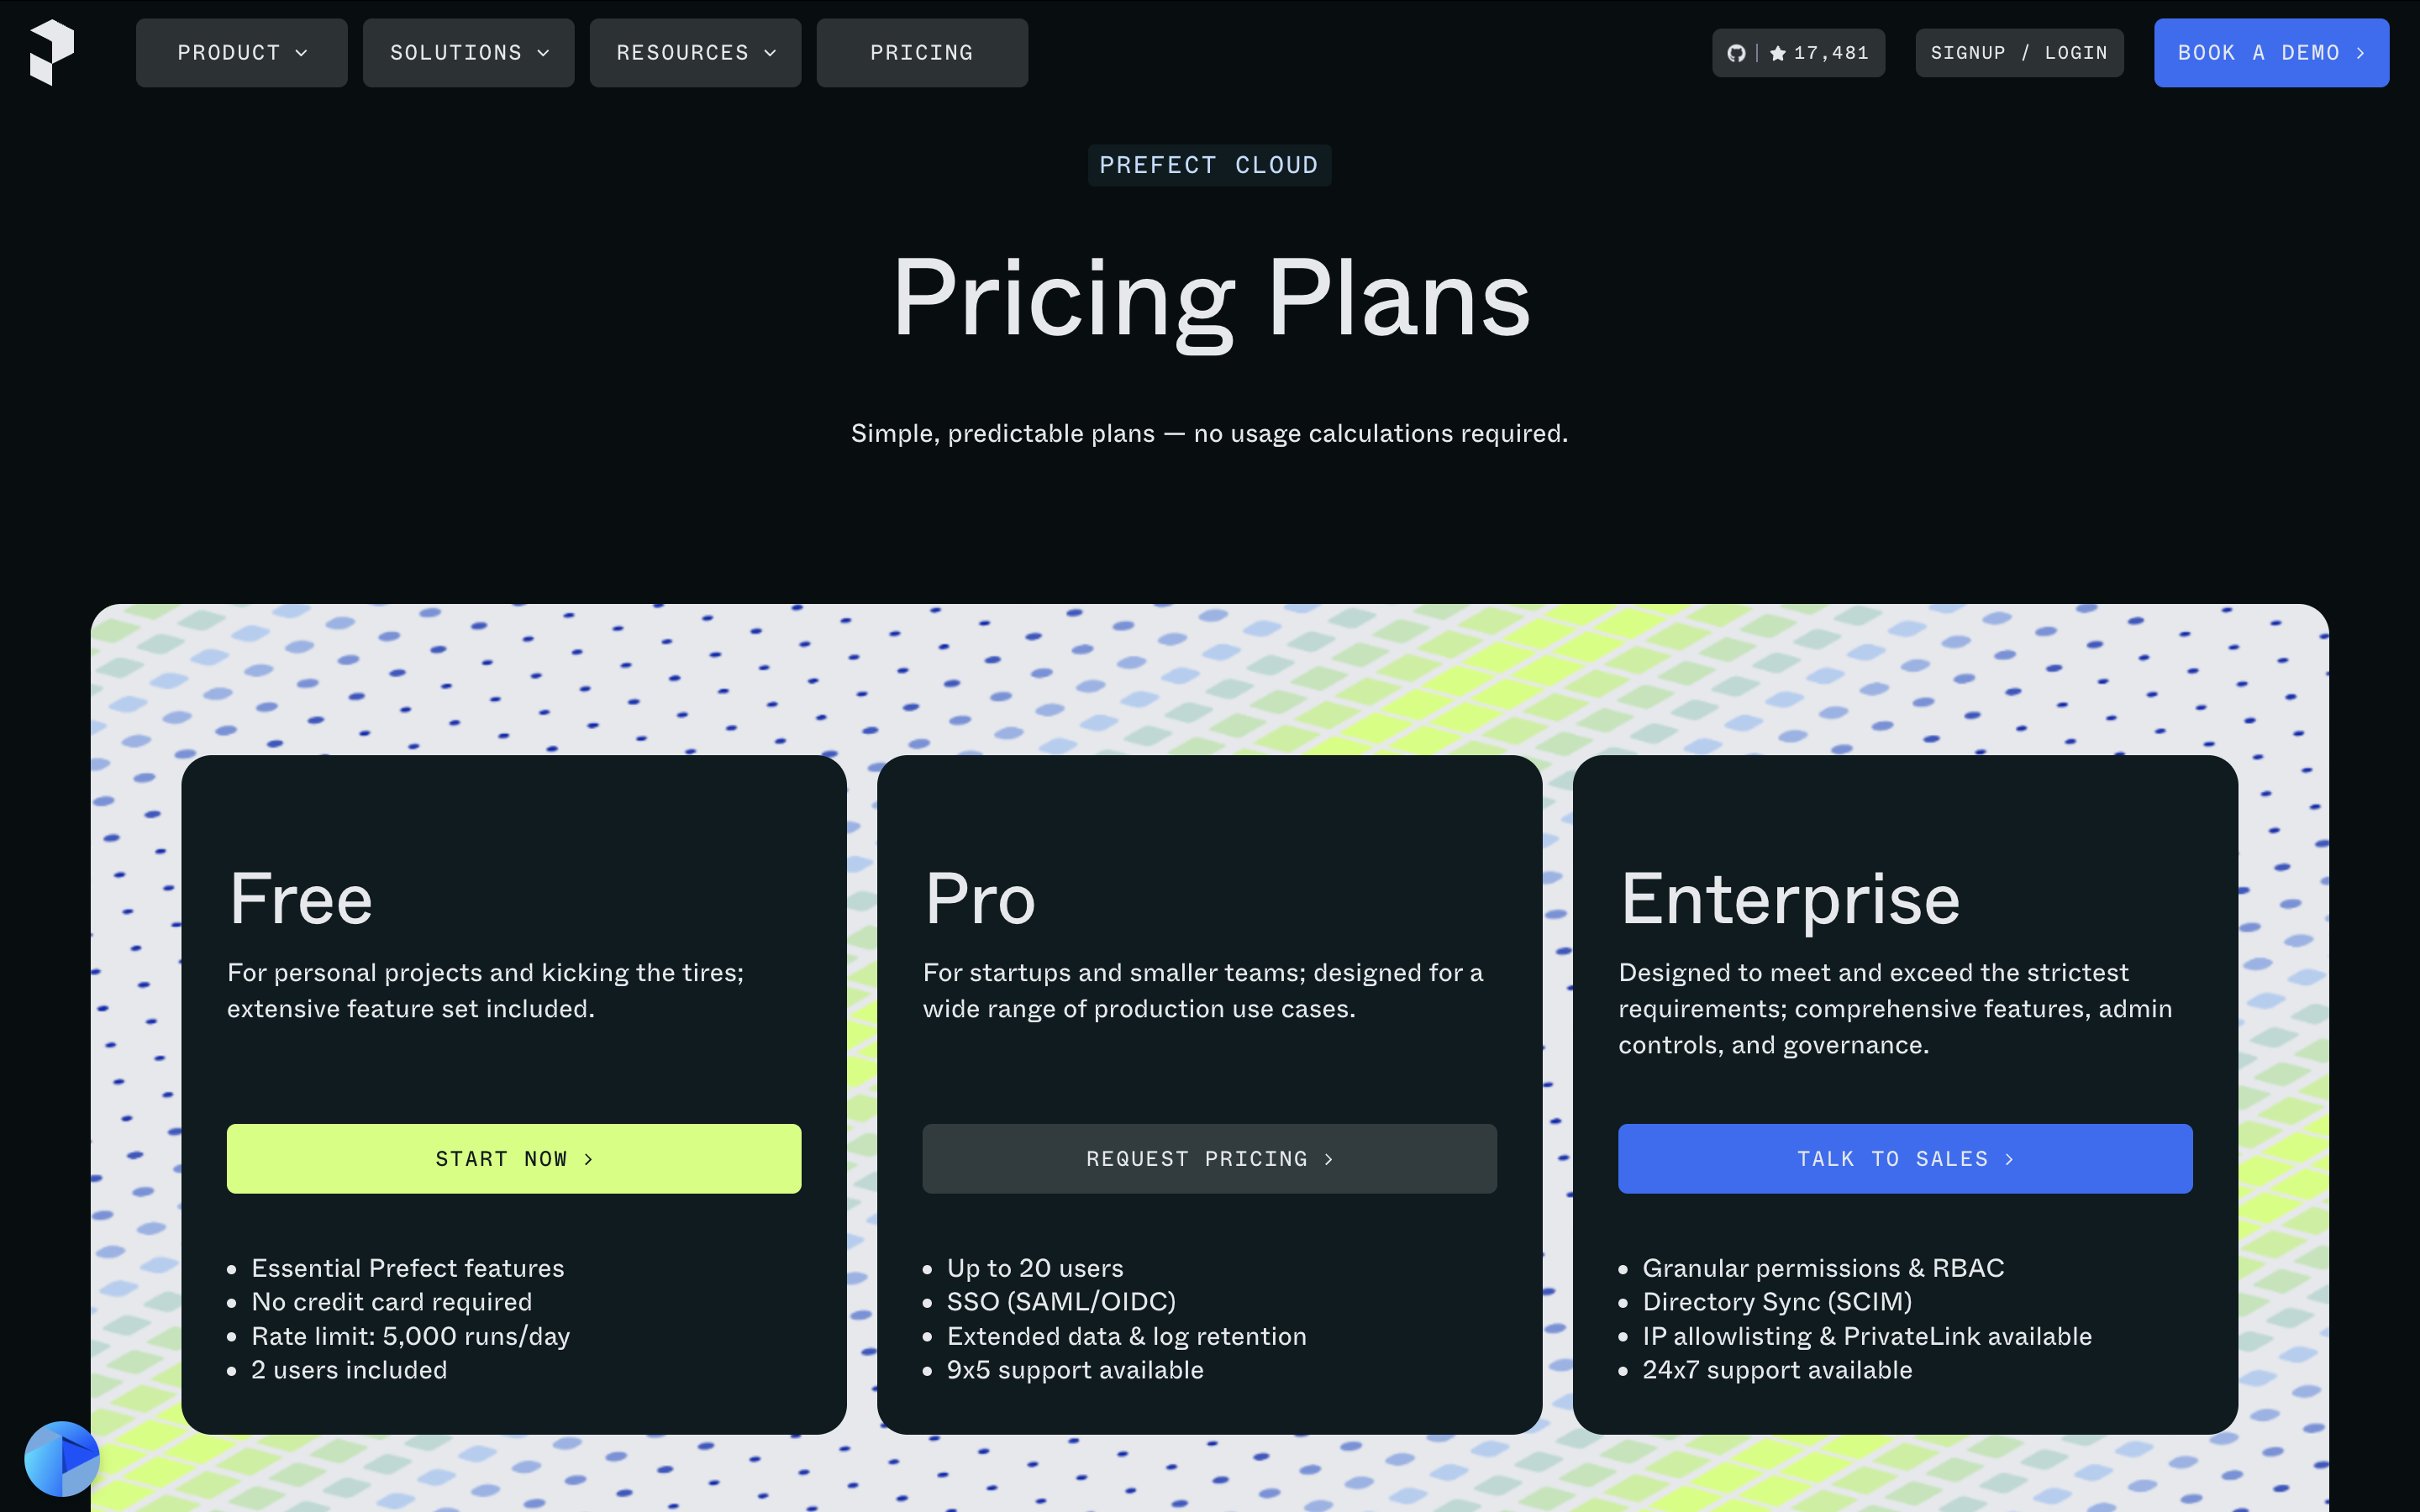 PRODUCT
SOLUTIONS
RESOURCES
PRICING
17,481
SIGNUP / LOGIN
BOOK A DEMO
PREFECT CLOUD
Pricing Plans
Simple, predictable plans — no usage calculations required.
Free
For personal projects and kicking the tires;
extensive feature set included.
START NOW
• Essential Prefect features
• No credit card required
• Rate limit: 5,000 runs/day
• 2 users included
Pro
For startups and smaller teams; designed for a
wide range of production use cases.
REQUEST PRICING
• Up to 20 users
• SSO (SAML/OIDC)
• Extended data & log retention
• 9x5 support available
Enterprise
Designed to meet and exceed the strictest
requirements; comprehensive features, admin
controls, and governance.
TALK TO SALES
• Granular permissions & RBAC
• Directory Sync (SCIM)
• IP allowlisting & PrivateLink available
• 24x7 support available